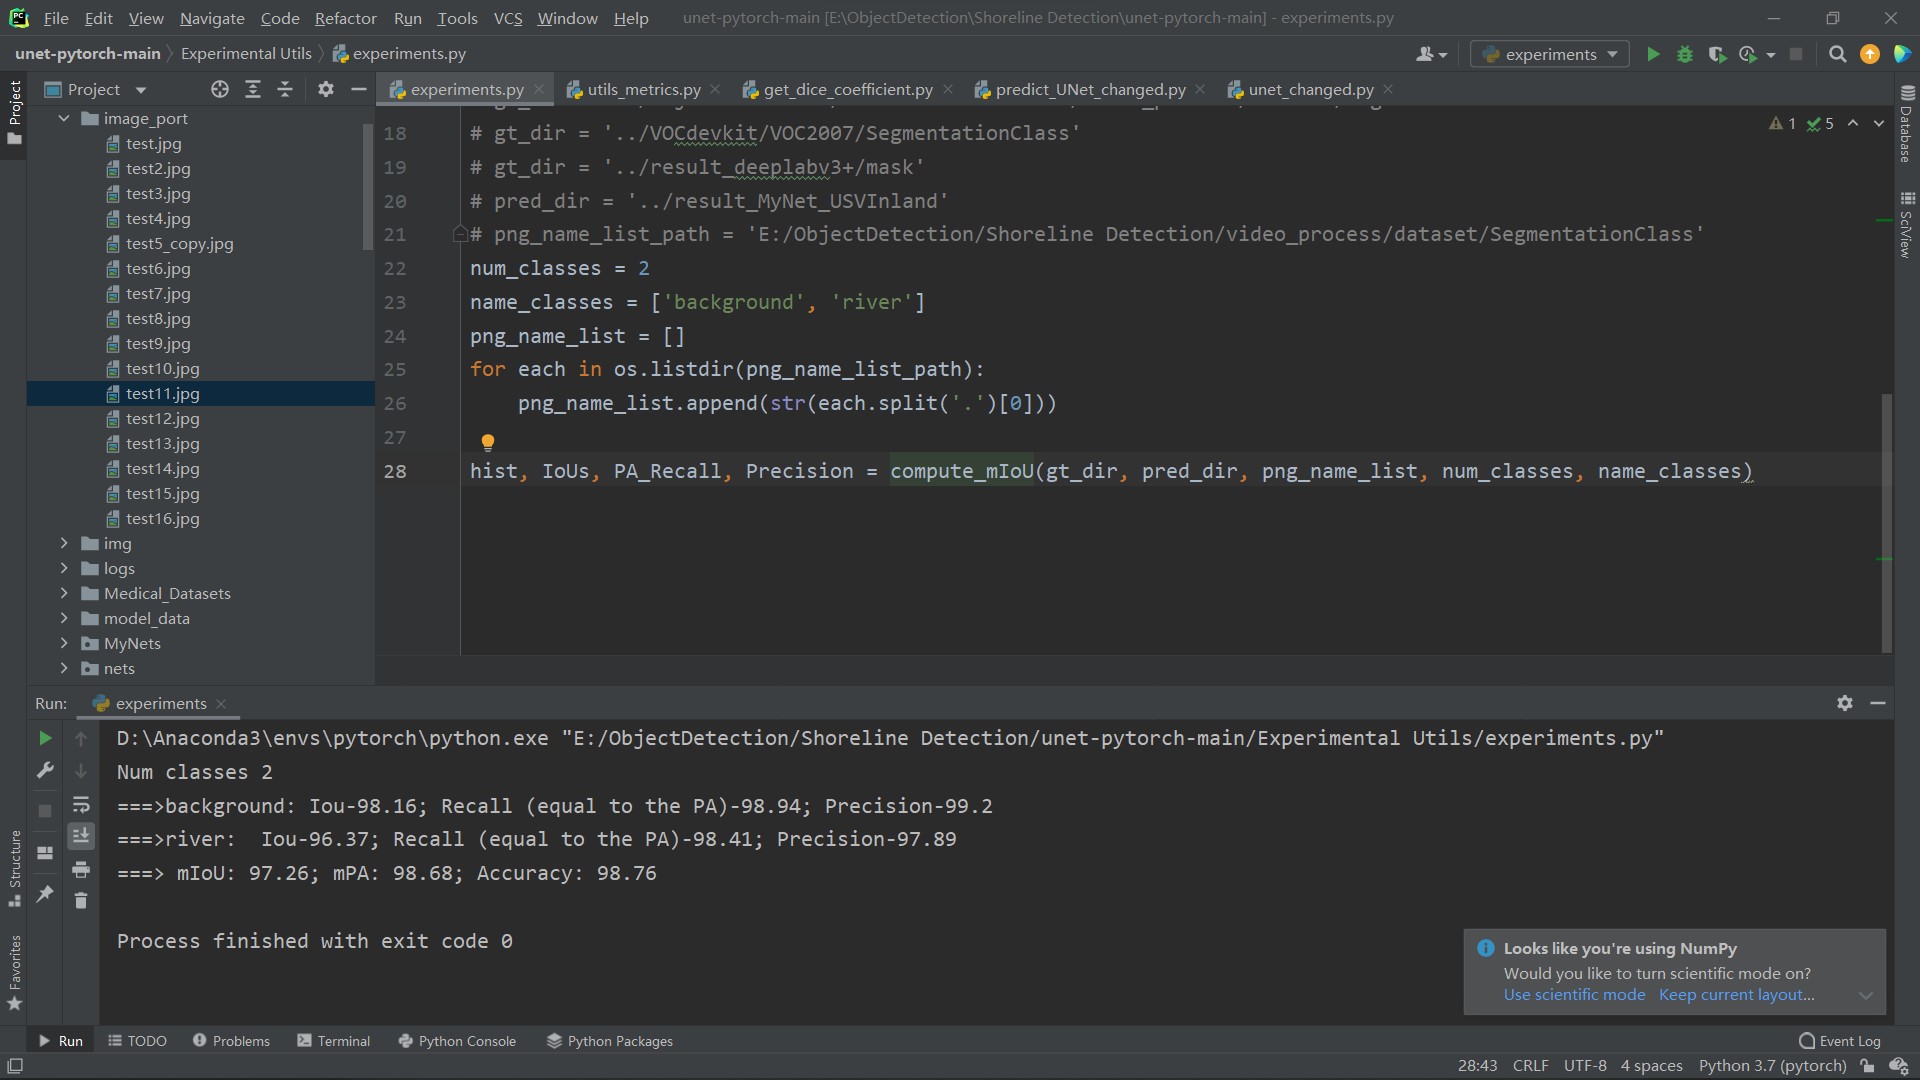 File Edit View Navigate Code Refactor Run Tools VCS Window Help unet-pytorch-main [E:\ObjectDetection\Shoreline Detection\unet-pytorch-main] - experiments.py
unet-pytorch-main Experimental Utils experiments.py experiments
Project experiments.py utils_metrics.py get_dice_coefficient.py predict_UNet_changed.py unet_changed.py
Project
Database
SciView
Structure
Favorites
image_port
test.jpg
test2.jpg
test3.jpg
test4.jpg
test5_copy.jpg
test6.jpg
test7.jpg
test8.jpg
test9.jpg
test10.jpg
test11.jpg
test12.jpg
test13.jpg
test14.jpg
test15.jpg
test16.jpg
img
logs
Medical_Datasets
model_data
MyNets
nets
1 5
18 # gt_dir = '../VOCdevkit/VOC2007/SegmentationClass'
19 # gt_dir = '../result_deeplabv3+/mask'
20 # pred_dir = '../result_MyNet_USVInland'
21 # png_name_list_path = 'E:/ObjectDetection/Shoreline Detection/video_process/dataset/SegmentationClass'
22 num_classes = 2
23 name_classes = ['background', 'river']
24 png_name_list = []
25 for each in os.listdir(png_name_list_path):
26 png_name_list.append(str(each.split('.')[0]))
27
28 hist, IoUs, PA_Recall, Precision = compute_mIoU(gt_dir, pred_dir, png_name_list, num_classes, name_classes)
Run: experiments
D:\Anaconda3\envs\pytorch\python.exe "E:/ObjectDetection/Shoreline Detection/unet-pytorch-main/Experimental Utils/experiments.py"
Num classes 2
===>background: Iou-98.16; Recall (equal to the PA)-98.94; Precision-99.2
===>river: Iou-96.37; Recall (equal to the PA)-98.41; Precision-97.89
===> mIoU: 97.26; mPA: 98.68; Accuracy: 98.76
Process finished with exit code 0
Looks like you're using NumPy
Would you like to turn scientific mode on?
Use scientific mode Keep current layout...
Run TODO Problems Terminal Python Console Python Packages Event Log
28:43 CRLF UTF-8 4 spaces Python 3.7 (pytorch)